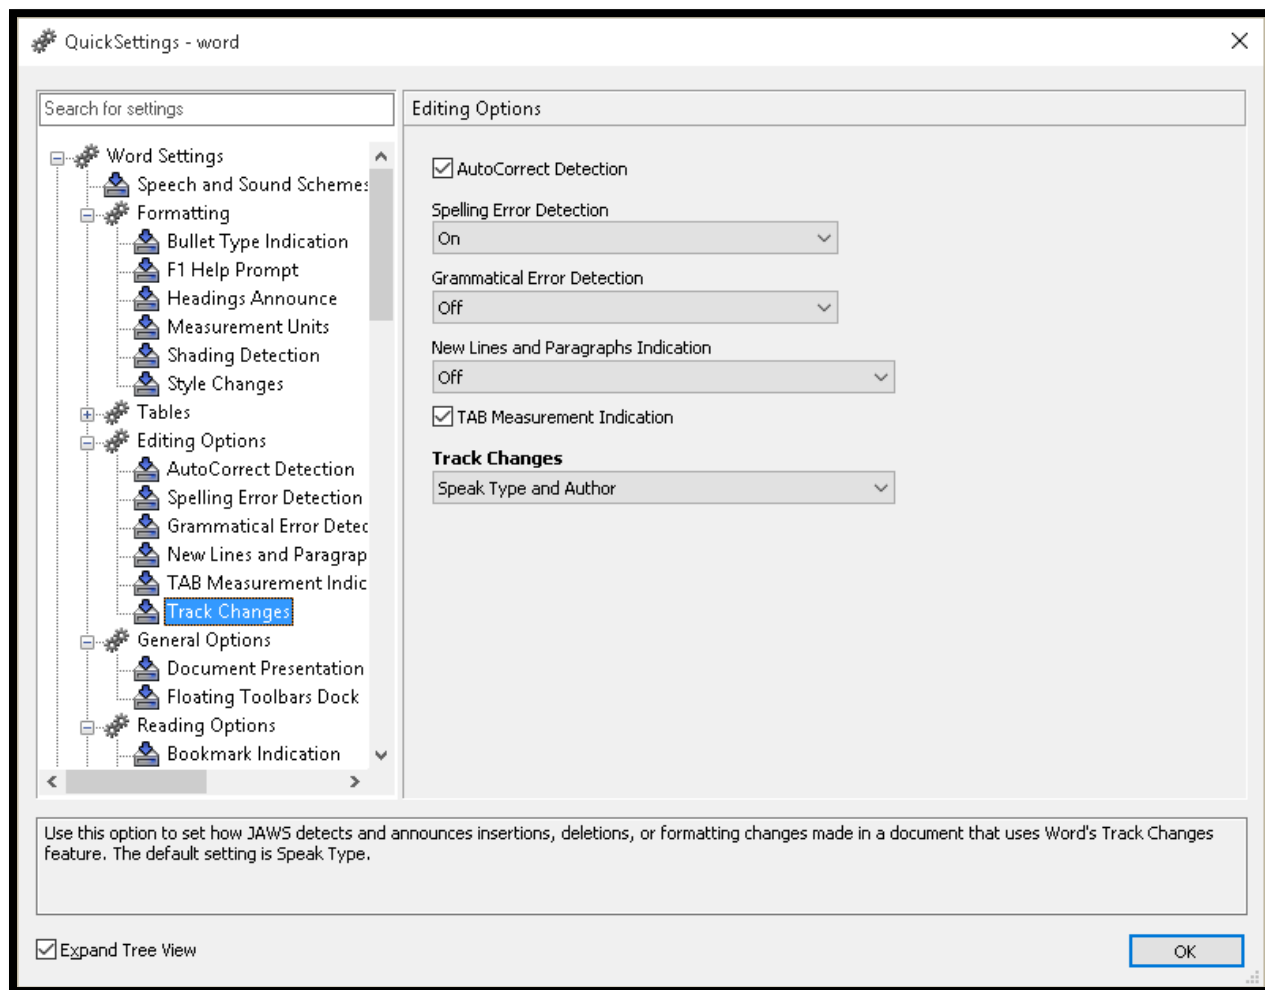 QuickSettings - word
Search for settings
Word Settings
Speech and Sound Schemes
Formatting
Bullet Type Indication
F1 Help Prompt
Headings Announce
Measurement Units
Shading Detection
Style Changes
Tables
Editing Options
AutoCorrect Detection
Spelling Error Detection
Grammatical Error Detec
New Lines and Paragrap
TAB Measurement Indic
Track Changes
General Options
Document Presentation
Floating Toolbars Dock
Reading Options
Bookmark Indication
Editing Options
AutoCorrect Detection
Spelling Error Detection
On
Grammatical Error Detection
Off
New Lines and Paragraphs Indication
Off
TAB Measurement Indication
Track Changes
Speak Type and Author
Use this option to set how JAWS detects and announces insertions, deletions, or formatting changes made in a document that uses Word's Track Changes
feature. The default setting is Speak Type.
Expand Tree View
OK